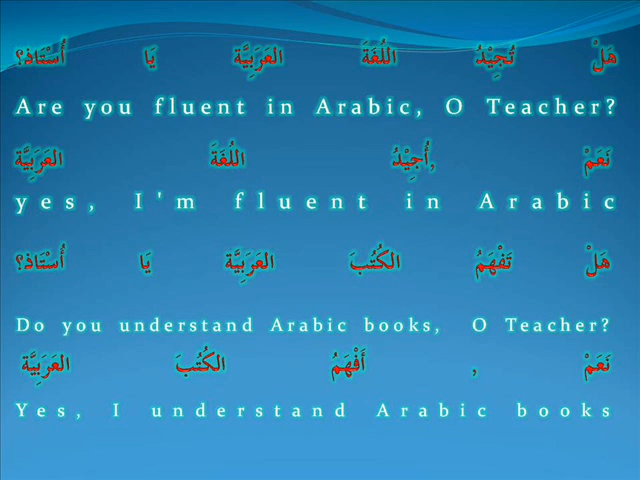 هَلْ تُجِيْدُ اللُغَةَ العَرَبِيَّة يَا أُسْتَاذ؟
Are you fluent in Arabic, O Teacher?
نَعَمْ ,أُجِيْدُ اللُغَةَ العَرَبِيَّة
yes, I'm fluent in Arabic
هَلْ تَفْهَمُ الكُتُبَ العَرَبِيَّة يَا أُسْتَاذ؟
Do you understand Arabic books, O Teacher?
نَعَمْ , أَفْهَمُ الكُتُبَ العَرَبِيَّة
Yes, I understand Arabic books